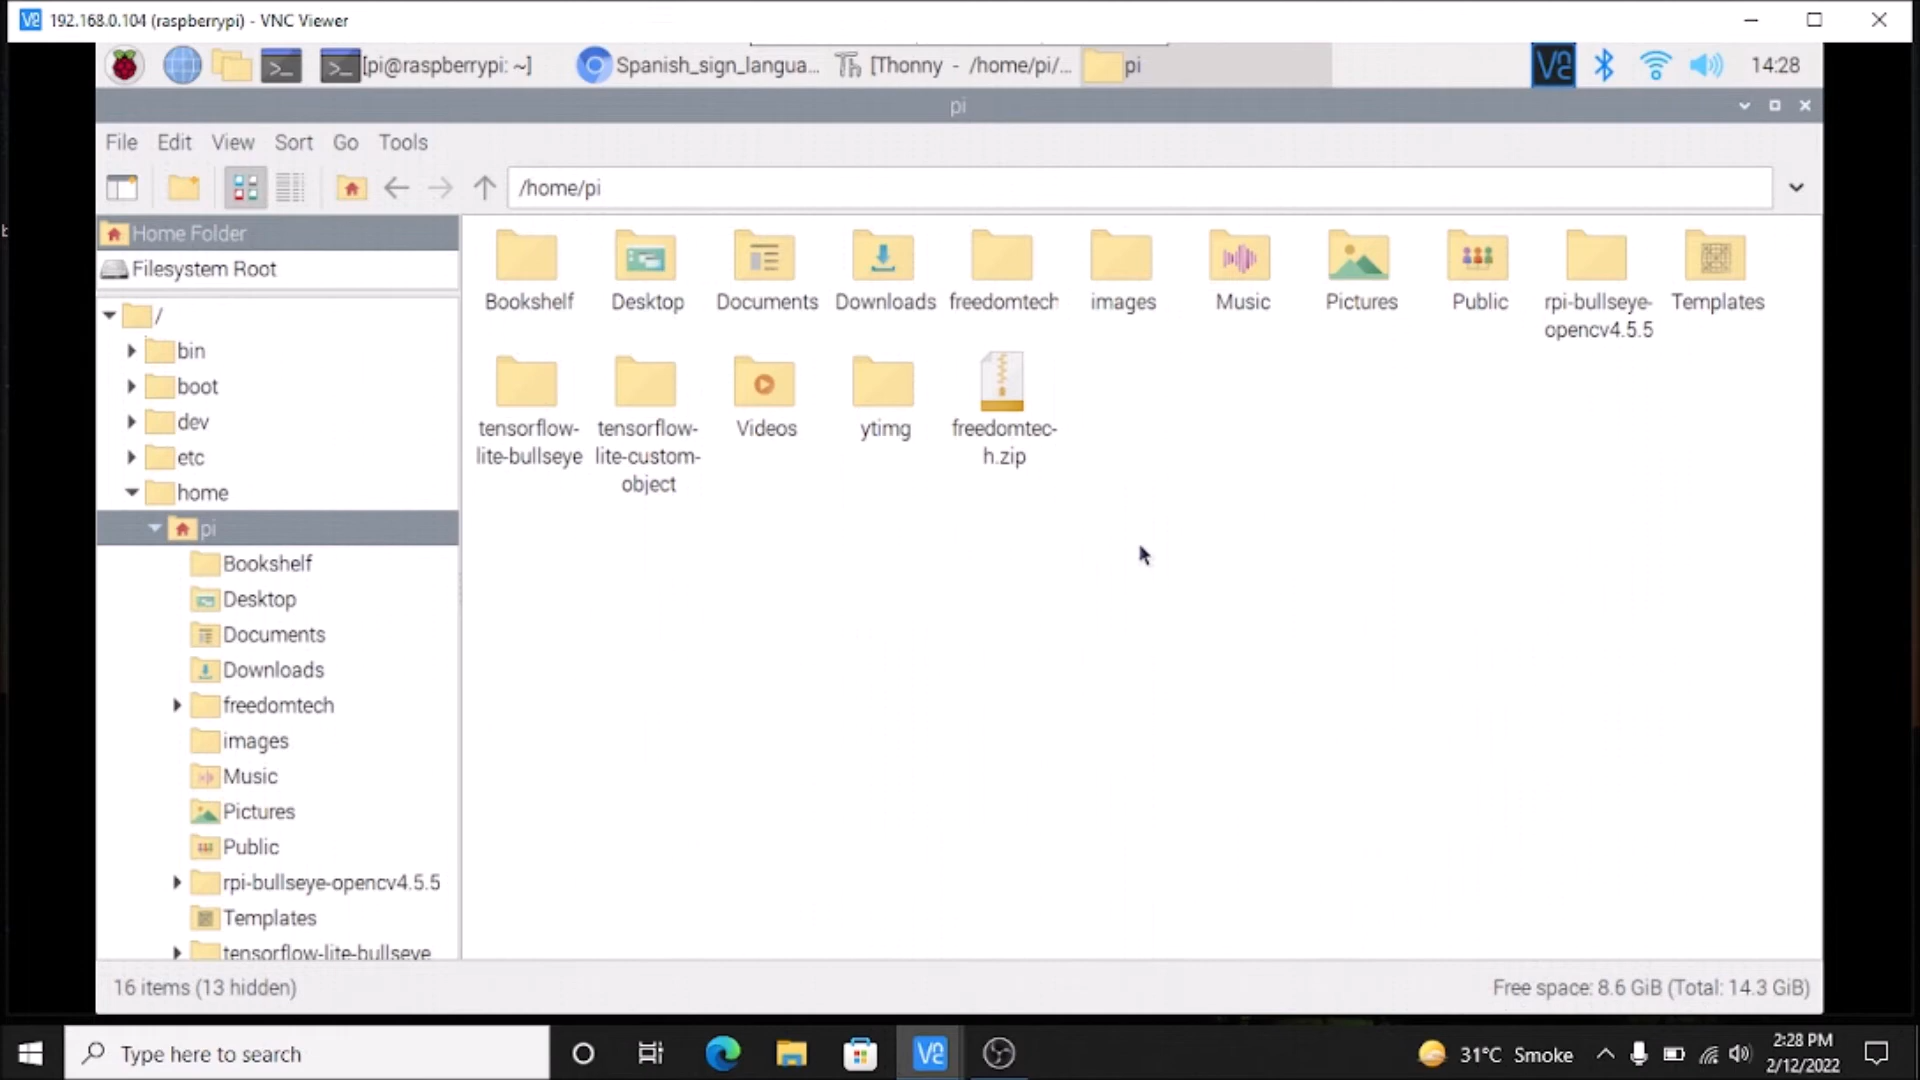 192.168.0.104 (raspberrypi) - VNC Viewer
[pi@raspberrypi: ~]
Spanish_sign_langua...
[Thonny - /home/pi/...
pi
14:28
pi
File Edit View Sort Go Tools
/home/pi
Home Folder
Filesystem Root
/
bin
boot
dev
etc
home
pi
Bookshelf
Desktop
Documents
Downloads
freedomtech
images
Music
Pictures
Public
rpi-bullseye-opencv4.5.5
Templates
tensorflow-lite-bullseye
Bookshelf
Desktop
Documents
Downloads
freedomtech
images
Music
Pictures
Public
rpi-bullseye-
opencv4.5.5
Templates
tensorflow-
lite-bullseye
tensorflow-
lite-custom-
object
Videos
ytimg
freedomtec-
h.zip
16 items (13 hidden)
Free space: 8.6 GiB (Total: 14.3 GiB)
Type here to search
31°C Smoke
2:28 PM
2/12/2022